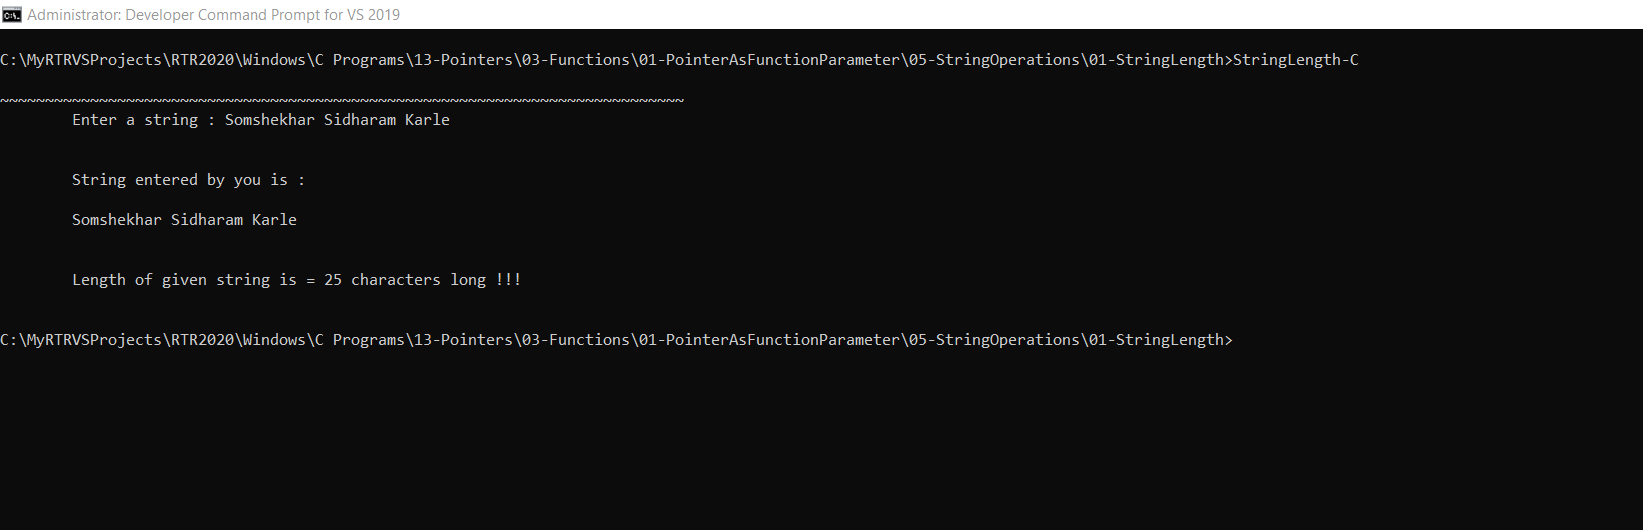 Administrator: Developer Command Prompt for VS 2019
C:\MyRTRVSProjects\RTR2020\Windows\C Programs\13-Pointers\03-Functions\01-PointerAsFunctionParameter\05-StringOperations\01-StringLength>StringLength-C
~~~~~~~~~~~~~~~~~~~~~~~~~~~~~~~~~~~~~~~~~~~~~~~~~~~~~~~~~~~~~~~~~~~~~~~~~~~~
Enter a string : Somshekhar Sidharam Karle
String entered by you is :
Somshekhar Sidharam Karle
Length of given string is = 25 characters long !!!
C:\MyRTRVSProjects\RTR2020\Windows\C Programs\13-Pointers\03-Functions\01-PointerAsFunctionParameter\05-StringOperations\01-StringLength>